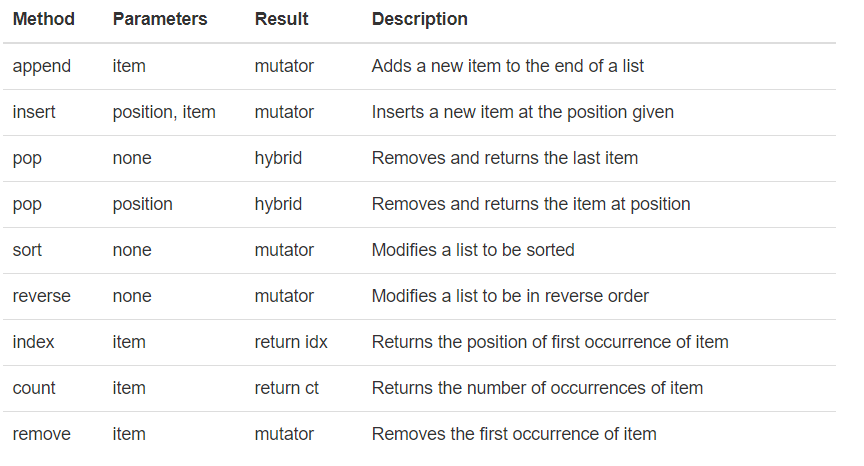 Method Parameters Result Description
append item mutator Adds a new item to the end of a list
insert position, item mutator Inserts a new item at the position given
pop none hybrid Removes and returns the last item
pop position hybrid Removes and returns the item at position
sort none mutator Modifies a list to be sorted
reverse none mutator Modifies a list to be in reverse order
index item return idx Returns the position of first occurrence of item
count item return ct Returns the number of occurrences of item
remove item mutator Removes the first occurrence of item